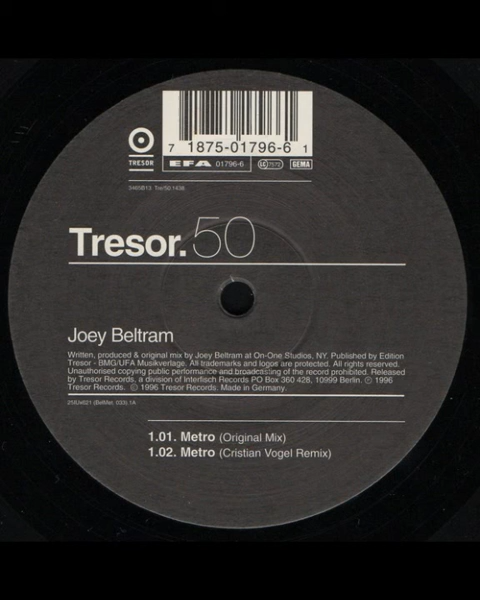 7 1875-01796-6 1
TRESOR EFA 01796-6 LC 7572 GEMA
Tresor.50
Joey Beltram
Written, produced & original mix by Joey Beltram at On-One Studios, NY. Published by Edition
Tresor - BMG/UFA Musikverlage. All trademarks and logos are protected. All rights reserved.
Unauthorised copying public performance and broadcasting of the record prohibited. Released
by Tresor Records, a division of Interfisch Records PO Box 360 428, 10999 Berlin. ℗ 1996
Tresor Records. © 1996 Tresor Records. Made in Germany.
1.01. Metro (Original Mix)
1.02. Metro (Cristian Vogel Remix)